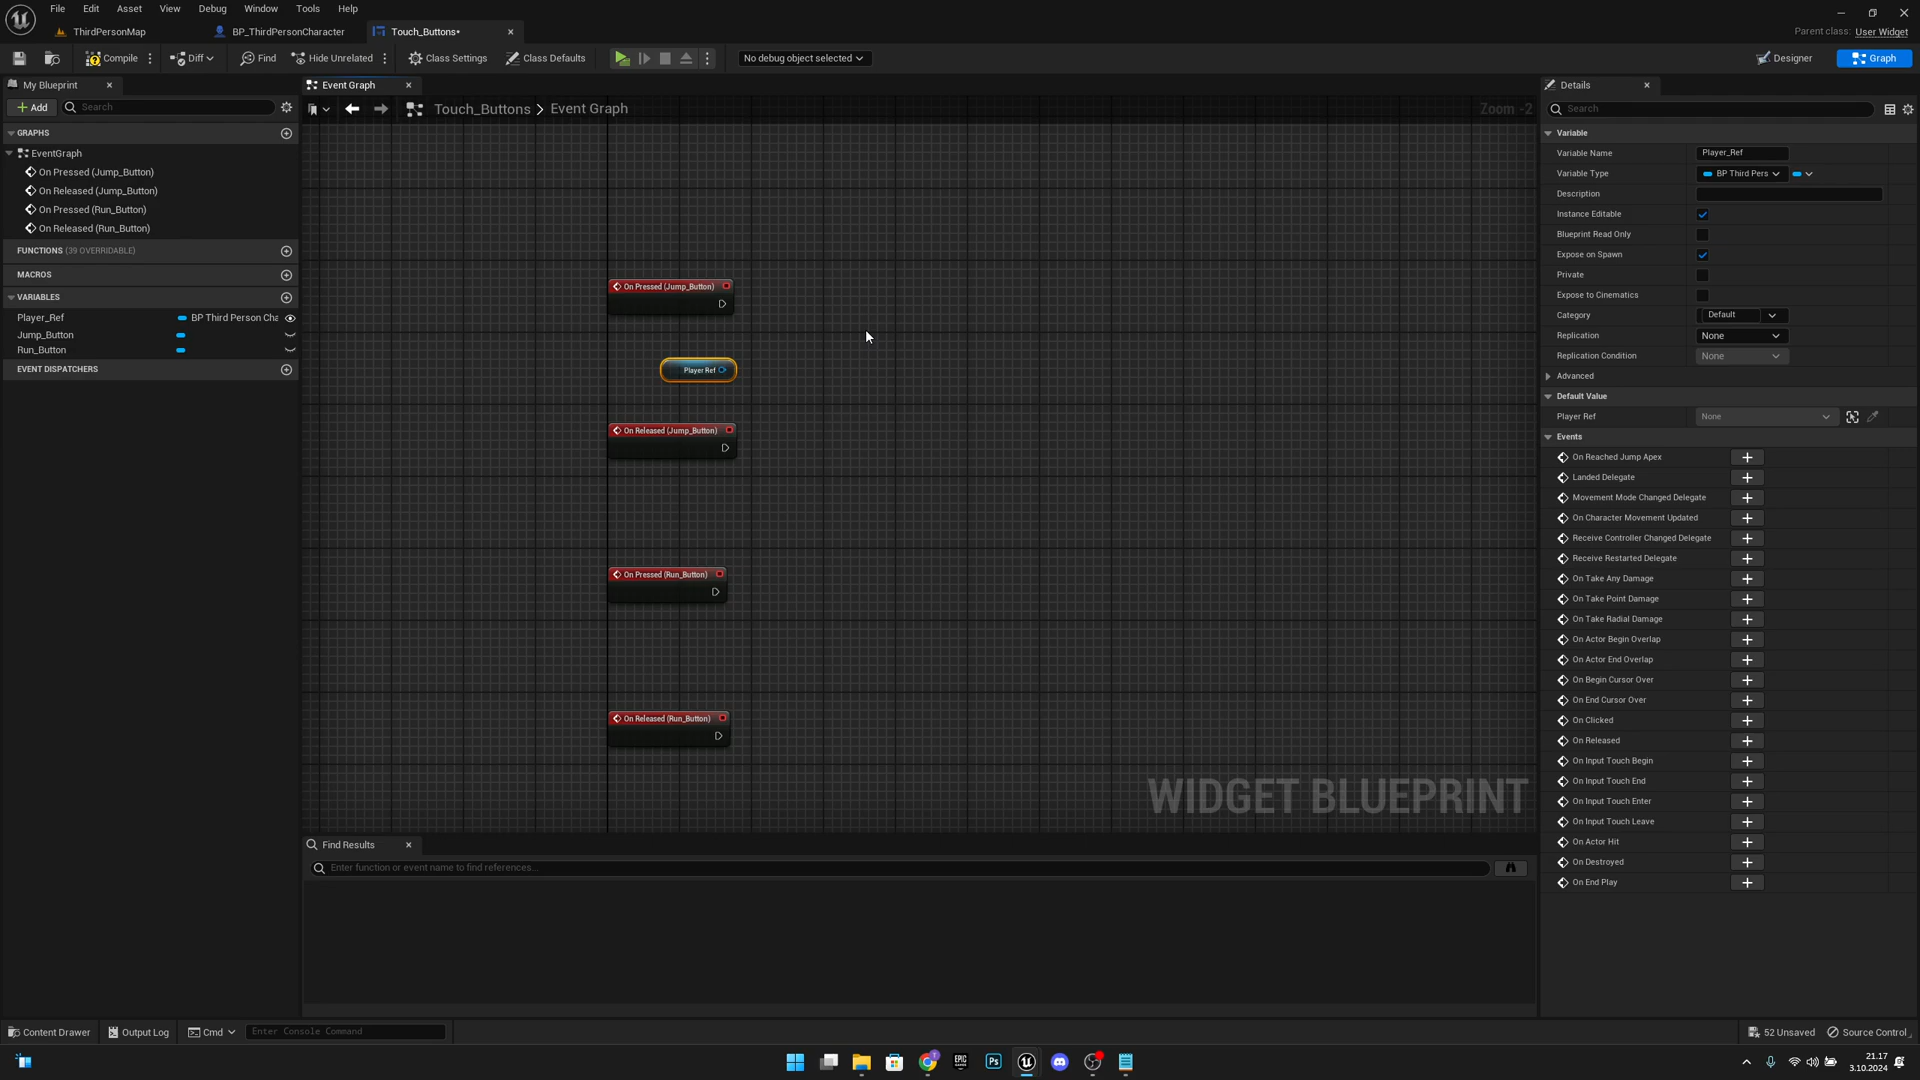 File Edit Asset View Debug Window Tools Help
ThirdPersonMap BP_ThirdPersonCharacter Touch_Buttons•
Parent class: User Widget
Compile Diff Find Hide Unrelated Class Settings Class Defaults No debug object selected Designer Graph
My Blueprint
Add Search
GRAPHS
EventGraph
On Pressed (Jump_Button)
On Released (Jump_Button)
On Pressed (Run_Button)
On Released (Run_Button)
FUNCTIONS (39 OVERRIDABLE)
MACROS
VARIABLES
Player_Ref BP Third Person Cha
Jump_Button
Run_Button
EVENT DISPATCHERS
Event Graph
Touch_Buttons > Event Graph
Zoom -2
On Pressed (Jump_Button)
Player Ref
On Released (Jump_Button)
On Pressed (Run_Button)
On Released (Run_Button)
WIDGET BLUEPRINT
Find Results
Enter function or event name to find references...
Details
Search
Variable
Variable Name Player_Ref
Variable Type BP Third Pers
Description
Instance Editable
Blueprint Read Only
Expose on Spawn
Private
Expose to Cinematics
Category Default
Replication None
Replication Condition None
Advanced
Default Value
Player Ref None
Events
On Reached Jump Apex
Landed Delegate
Movement Mode Changed Delegate
On Character Movement Updated
Receive Controller Changed Delegate
Receive Restarted Delegate
On Take Any Damage
On Take Point Damage
On Take Radial Damage
On Actor Begin Overlap
On Actor End Overlap
On Begin Cursor Over
On End Cursor Over
On Clicked
On Released
On Input Touch Begin
On Input Touch End
On Input Touch Enter
On Input Touch Leave
On Actor Hit
On Destroyed
On End Play
Content Drawer Output Log Cmd Enter Console Command 52 Unsaved Source Control
EPIC GAMES
Ps
21.17
3.10.2024